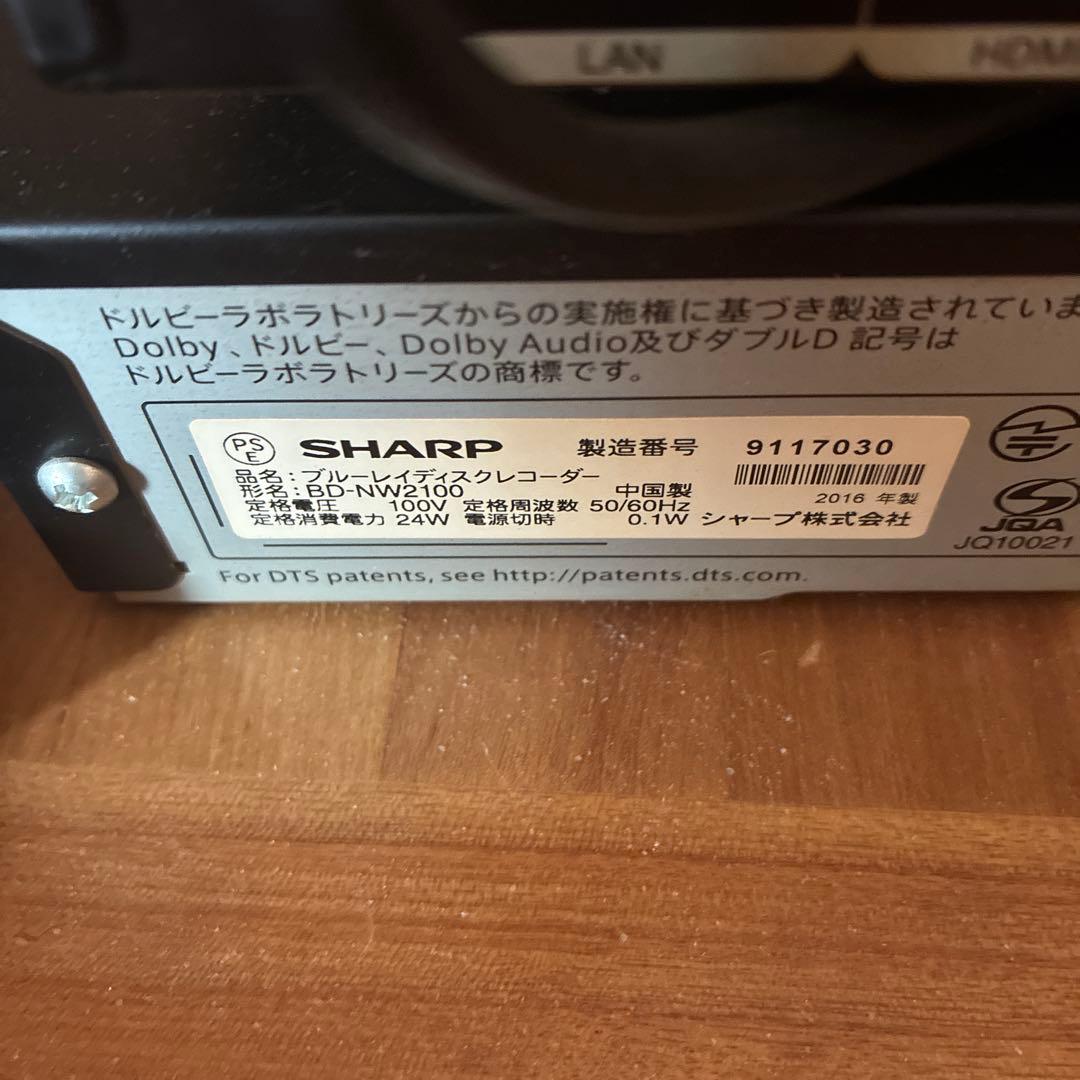 LAN HDMI
ドルビーラボラトリーズからの実施権に基づき製造されていま
Dolby、ドルビー、Dolby Audio及びダブルD 記号は
ドルビーラボラトリーズの商標です。
PS
E
SHARP 製造番号 9117030
品名：ブルーレイディスクレコーダー
形名：BD-NW2100 中国製
2016 年製
定格電圧 100V 定格周波数 50/60Hz
定格消費電力 24W 電源切時 0.1W シャープ株式会社
JQA
JQ10021
For DTS patents, see http://patents.dts.com.